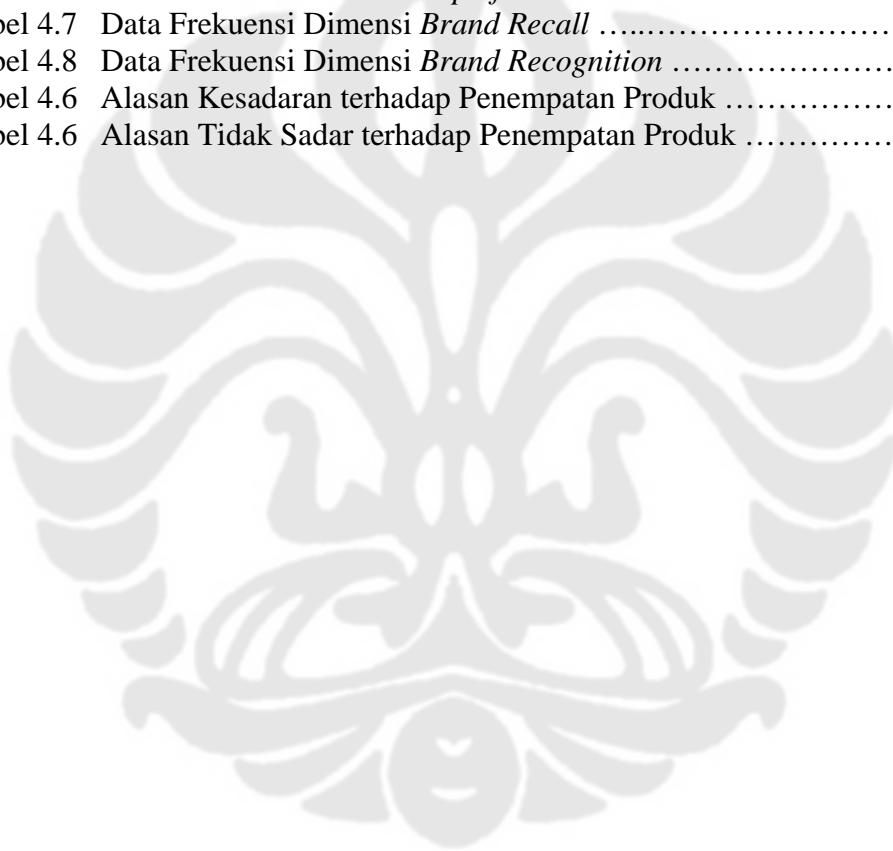 bel 4.7 Data Frekuensi Dimensi Brand Recall …..……………………
bel 4.8 Data Frekuensi Dimensi Brand Recognition …………………
bel 4.6 Alasan Kesadaran terhadap Penempatan Produk ……………
bel 4.6 Alasan Tidak Sadar terhadap Penempatan Produk ……………